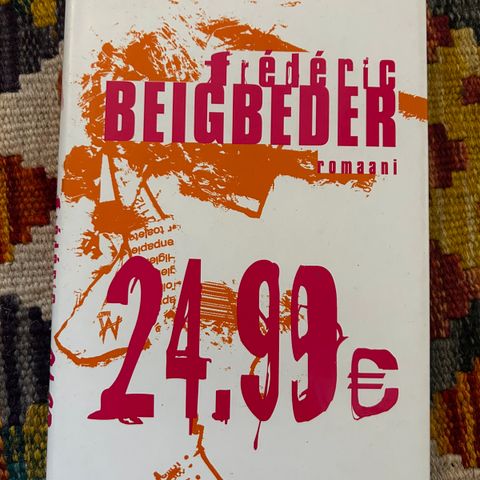 frédéric
BEIGBEDER
romaani
24.99 €